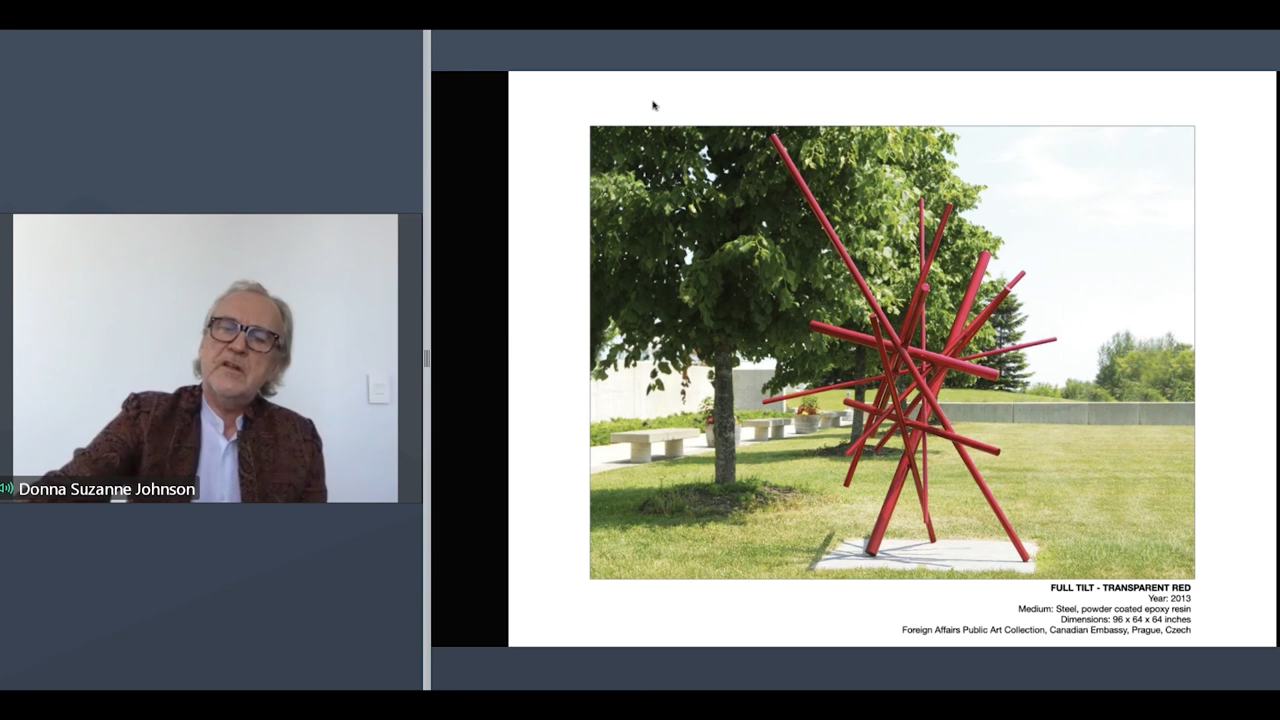 Donna Suzanne Johnson
FULL TILT - TRANSPARENT RED
Year: 2013
Medium: Steel, powder coated epoxy resin
Dimensions: 96 x 64 x 64 inches
Foreign Affairs Public Art Collection, Canadian Embassy, Prague, Czech